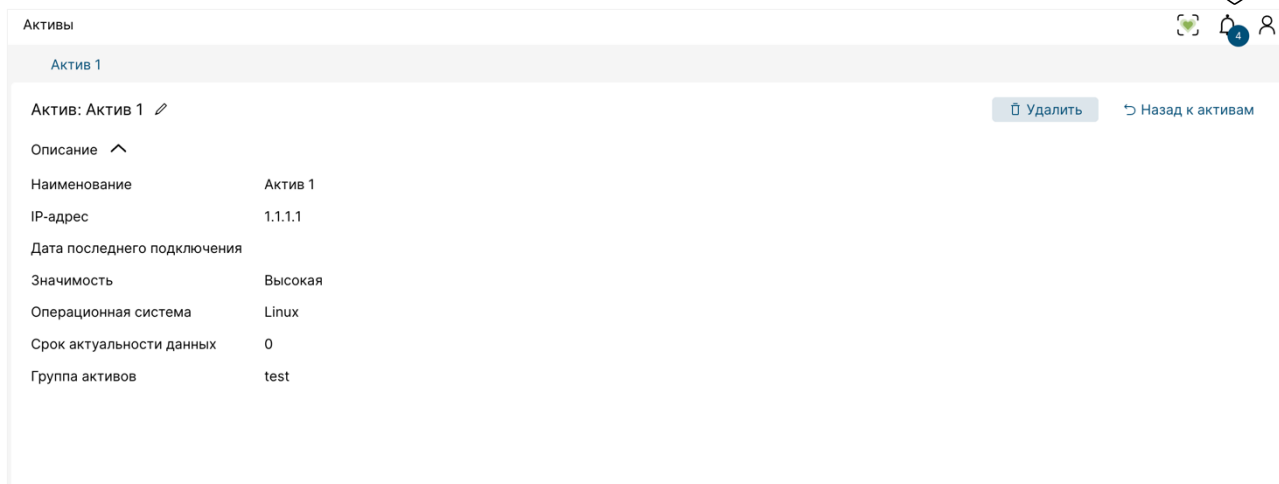 Активы
4
Актив 1
Актив: Актив 1 Удалить Назад к активам
Описание
Наименование Актив 1
IP-адрес 1.1.1.1
Дата последнего подключения
Значимость Высокая
Операционная система Linux
Срок актуальности данных 0
Группа активов test